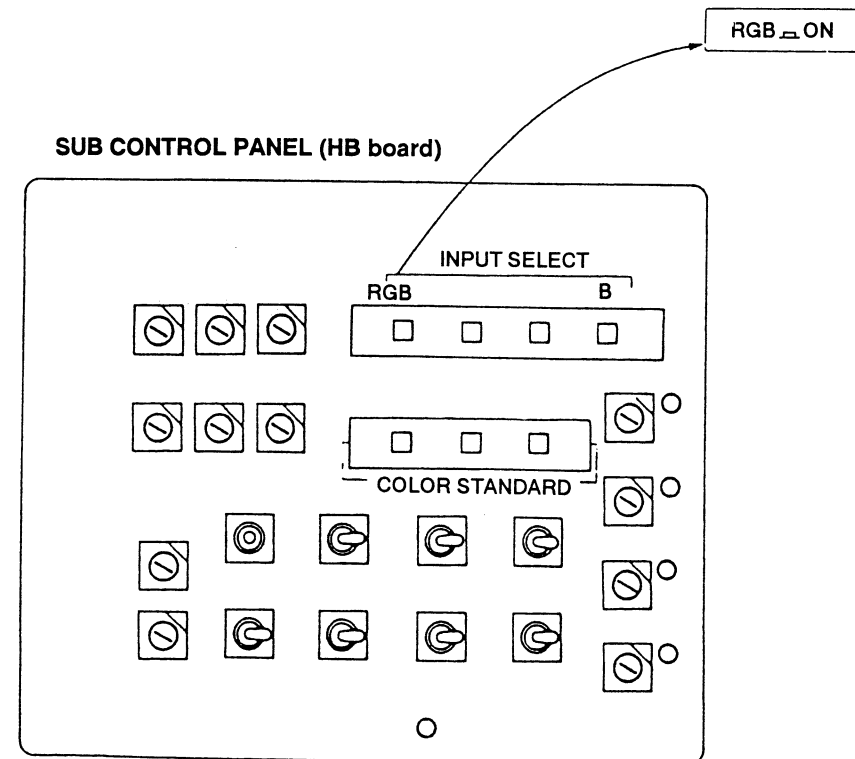 RGB ON
SUB CONTROL PANEL (HB board)
INPUT SELECT
RGB B
COLOR STANDARD